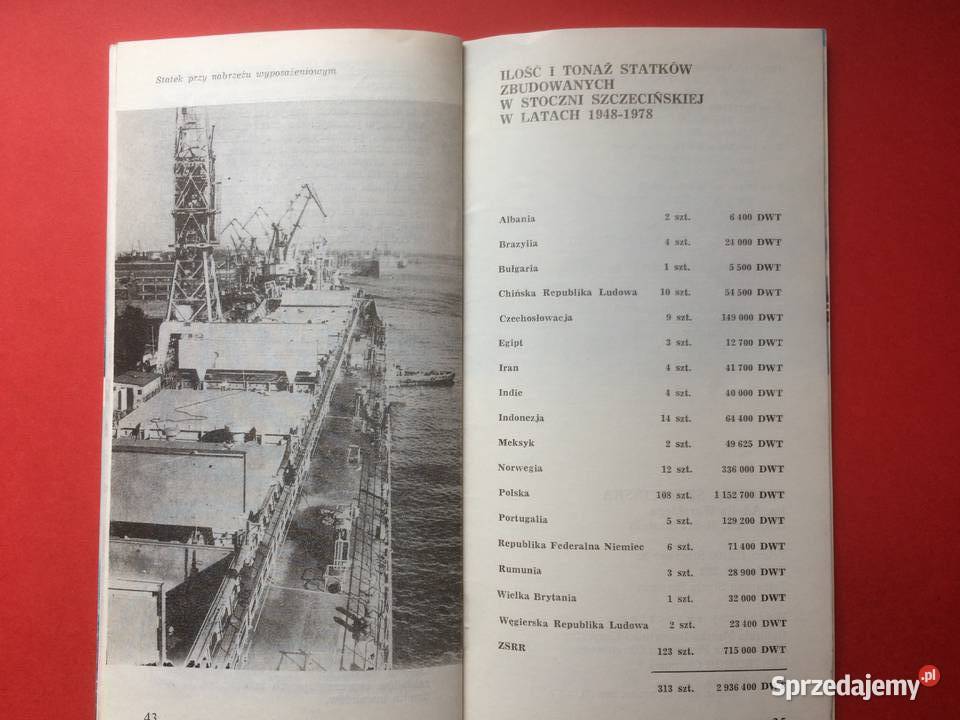 Statek przy nabrzeżu wyposażeniowym
43
ILOŚĆ I TONAŻ STATKÓW
ZBUDOWANYCH
W STOCZNI SZCZECIŃSKIEJ
W LATACH 1948-1978
Albania 2 szt. 6 400 DWT
Brazylia 4 szt. 24 000 DWT
Bułgaria 1 szt. 5 500 DWT
Chińska Republika Ludowa 10 szt. 54 500 DWT
Czechosłowacja 9 szt. 149 000 DWT
Egipt 3 szt. 12 700 DWT
Iran 4 szt. 41 700 DWT
Indie 4 szt. 40 000 DWT
Indonezja 14 szt. 64 400 DWT
Meksyk 2 szt. 49 625 DWT
Norwegia 12 szt. 336 000 DWT
Polska 108 szt. 1 152 700 DWT
Portugalia 5 szt. 129 200 DWT
Republika Federalna Niemiec 6 szt. 71 400 DWT
Rumunia 3 szt. 28 900 DWT
Wielka Brytania 1 szt. 32 000 DWT
Węgierska Republika Ludowa 2 szt. 23 400 DWT
ZSRR 123 szt. 715 000 DWT
313 szt. 2 936 400 DWT
Sprzedajemy.pl